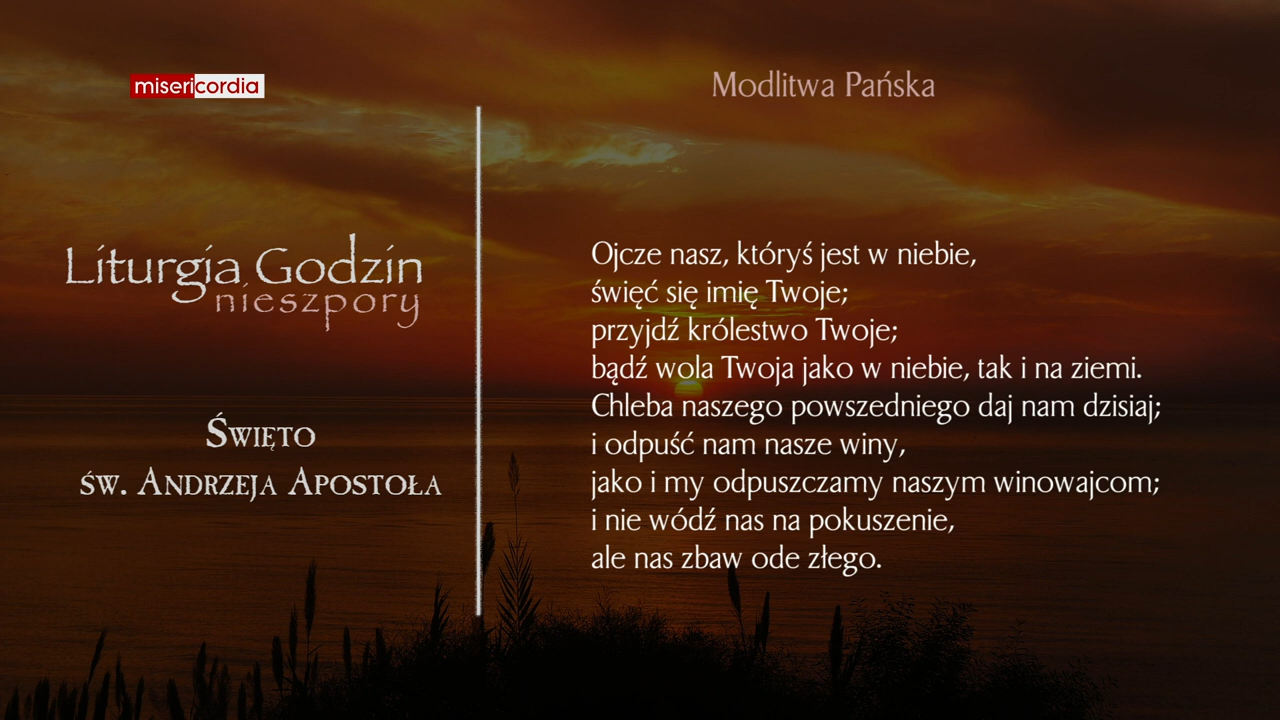 misericordia
Liturgia Godzin
nieszpory
Święto
św. Andrzeja Apostoła
Modlitwa Pańska
Ojcze nasz, któryś jest w niebie,
święć się imię Twoje;
przyjdź królestwo Twoje;
bądź wola Twoja jako w niebie, tak i na ziemi.
Chleba naszego powszedniego daj nam dzisiaj;
i odpuść nam nasze winy,
jako i my odpuszczamy naszym winowajcom;
i nie wódź nas na pokuszenie,
ale nas zbaw ode złego.